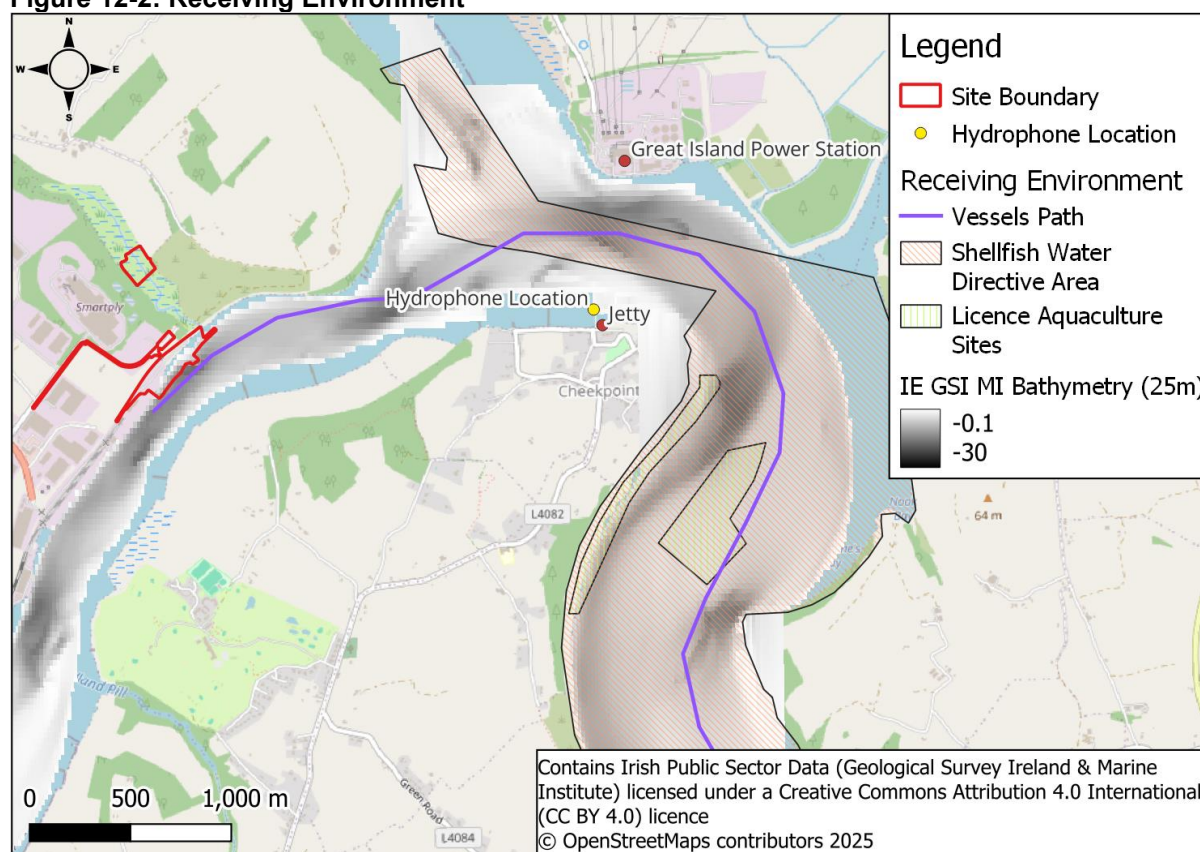 Figure 12-2: Receiving Environment
N
W
E
S
Legend
Site Boundary
Hydrophone Location
Receiving Environment
Vessels Path
Shellfish Water
Directive Area
Licence Aquaculture
Sites
IE GSI MI Bathymetry (25m)
-0.1
-30
Great Island Power Station
Smartply
Hydrophone Location
Jetty
Cheekpoint
L4082
64 m
Green Road
L4084
0 500 1,000 m
Contains Irish Public Sector Data (Geological Survey Ireland & Marine
Institute) licensed under a Creative Commons Attribution 4.0 International
(CC BY 4.0) licence
© OpenStreetMaps contributors 2025